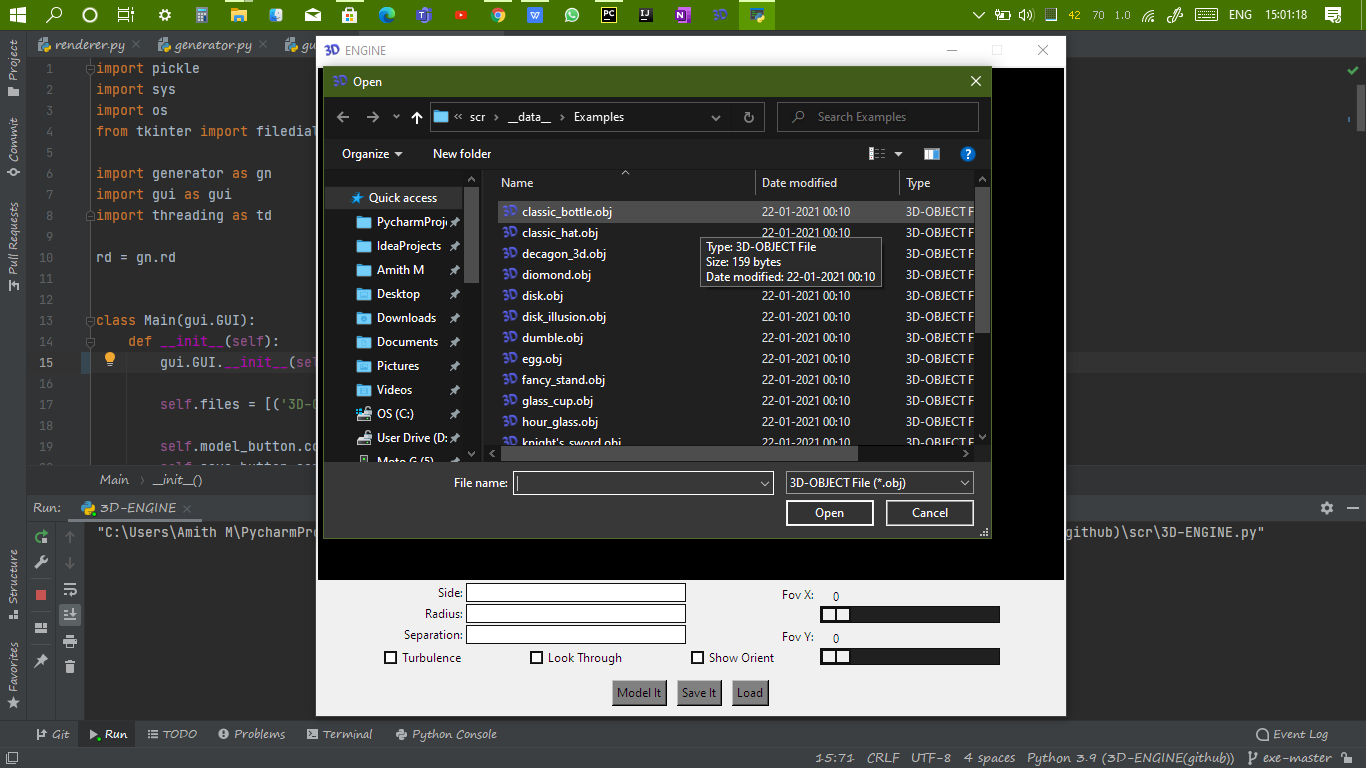 42 70 1.0 ENG 15:01:18
renderer.py generator.py gu
3D ENGINE
3D Open
scr __data__ Examples
Search Examples
Organize New folder
Name Date modified Type
Quick access
PycharmProj
IdeaProjects
Amith M
Desktop
Downloads
Documents
Pictures
Videos
OS (C:)
User Drive (D:
Moto G (5)
classic_bottle.obj 22-01-2021 00:10 3D-OBJECT F
classic_hat.obj 22-01-2021 00:10 3D-OBJECT F
decagon_3d.obj 3D-OBJECT F
diomond.obj 3D-OBJECT F
disk.obj 22-01-2021 00:10 3D-OBJECT F
disk_illusion.obj 22-01-2021 00:10 3D-OBJECT F
dumble.obj 22-01-2021 00:10 3D-OBJECT F
egg.obj 22-01-2021 00:10 3D-OBJECT F
fancy_stand.obj 22-01-2021 00:10 3D-OBJECT F
glass_cup.obj 22-01-2021 00:10 3D-OBJECT F
hour_glass.obj 22-01-2021 00:10 3D-OBJECT F
knight's_sword.obj 22-01-2021 00:10 3D-OBJECT F
Type: 3D-OBJECT File
Size: 159 bytes
Date modified: 22-01-2021 00:10
File name: 3D-OBJECT File (*.obj)
Open Cancel
Project
Commit
Pull Requests
Structure
Favorites
1 import pickle
2 import sys
3 import os
4 from tkinter import filedial
5
6 import generator as gn
7 import gui as gui
8 import threading as td
9
10 rd = gn.rd
11
12
13 class Main(gui.GUI):
14 def __init__(self):
15 gui.GUI.__init__(sel
16
17 self.files = [('3D-O
18
19 self.model_button.co
Main __init__()
Run: 3D-ENGINE
"C:\Users\Amith M\PycharmPro github)\scr\3D-ENGINE.py"
Side:
Radius:
Separation:
Turbulence Look Through Show Orient
Fov X: 0
Fov Y: 0
Model It Save It Load
Git Run TODO Problems Terminal Python Console Event Log
15:71 CRLF UTF-8 4 spaces Python 3.9 (3D-ENGINE(github)) exe-master